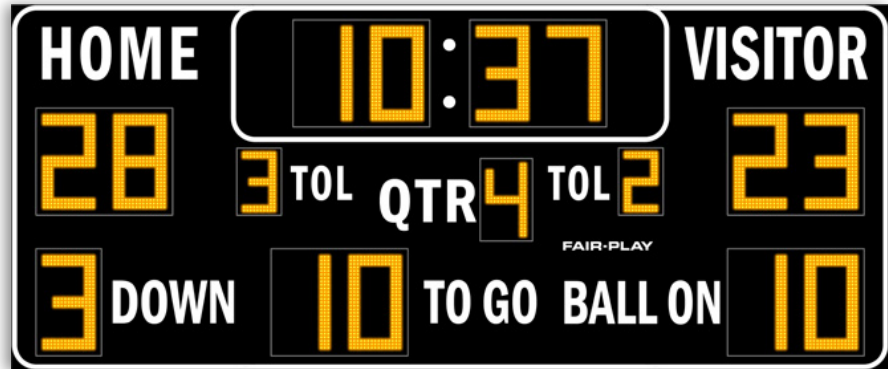 HOME 10:37 VISITOR
28 23
3 TOL QTR 4 TOL 2
FAIR-PLAY
3 DOWN 10 TO GO BALL ON 10